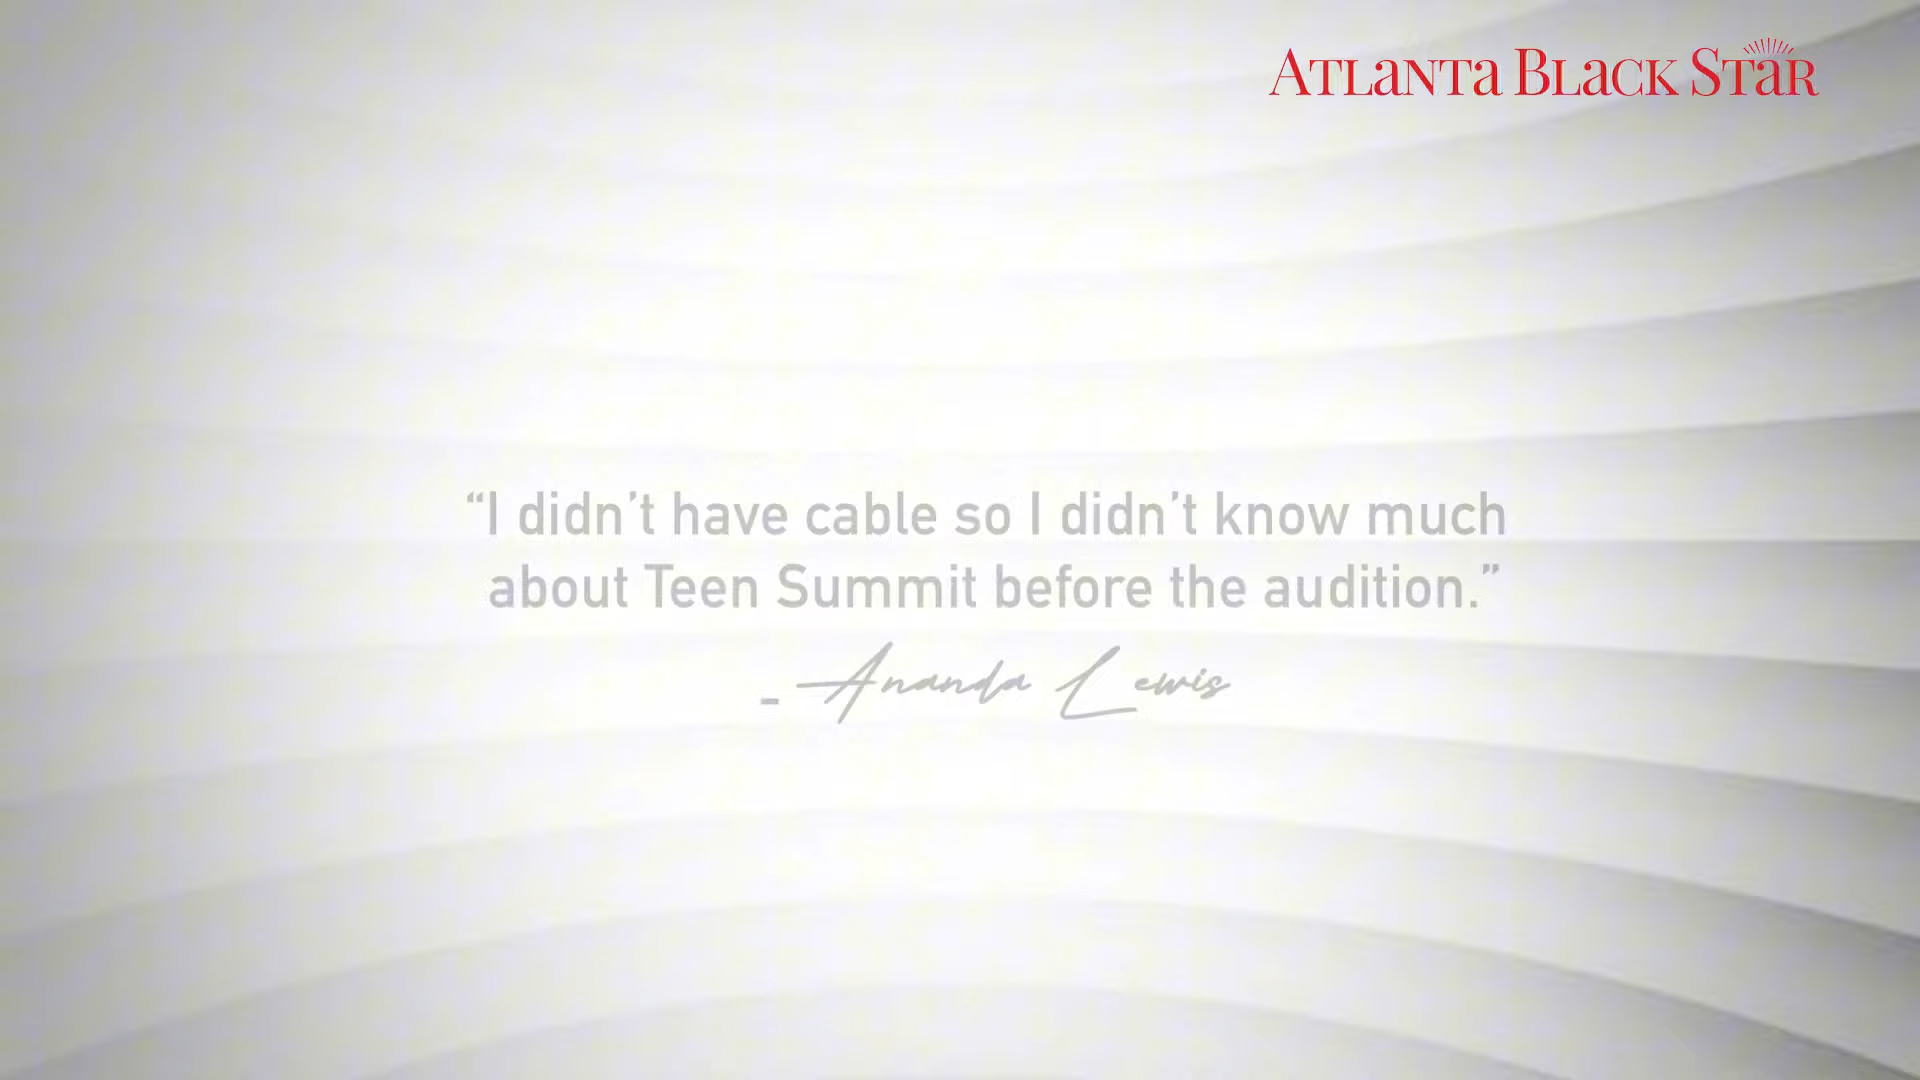 ATLANTA BLACK STAR
“I didn’t have cable so I didn’t know much
about Teen Summit before the audition.”
- Ananda Lewis